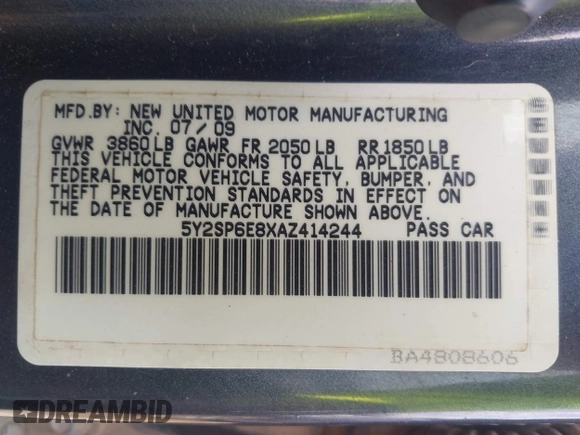 MFD.BY: NEW UNITED MOTOR MANUFACTURING
INC. 07/09
GVWR 3860LB GAWR FR 2050LB RR1850LB
THIS VEHICLE CONFORMS TO ALL APPLICABLE
FEDERAL MOTOR VEHICLE SAFETY, BUMPER, AND
THEFT PREVENTION STANDARDS IN EFFECT ON
THE DATE OF MANUFACTURE SHOWN ABOVE.
5Y2SP6E8XAZ414244 PASS CAR
BA4808606
DREAMBID